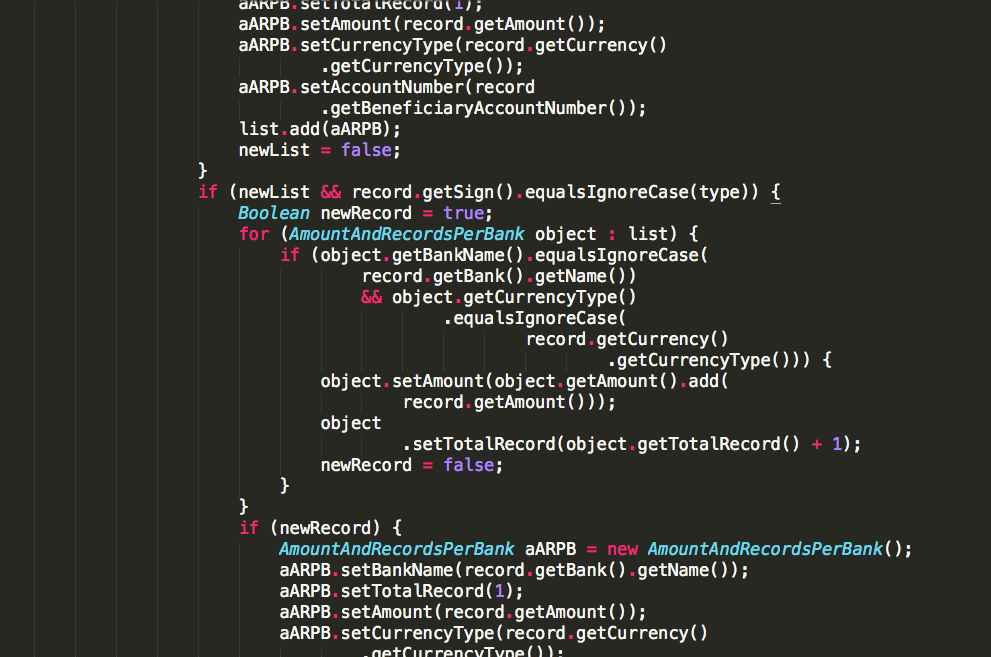 aARPB.setTotalRecord(1);
aARPB.setAmount(record.getAmount());
aARPB.setCurrencyType(record.getCurrency()
.getCurrencyType());
aARPB.setAccountNumber(record
.getBeneficiaryAccountNumber());
list.add(aARPB);
newList = false;
}
if (newList && record.getSign().equalsIgnoreCase(type)) {
Boolean newRecord = true;
for (AmountAndRecordsPerBank object : list) {
if (object.getBankName().equalsIgnoreCase(
record.getBank().getName())
&& object.getCurrencyType()
.equalsIgnoreCase(
record.getCurrency()
.getCurrencyType())) {
object.setAmount(object.getAmount().add(
record.getAmount()));
object
.setTotalRecord(object.getTotalRecord() + 1);
newRecord = false;
}
}
if (newRecord) {
AmountAndRecordsPerBank aARPB = new AmountAndRecordsPerBank();
aARPB.setBankName(record.getBank().getName());
aARPB.setTotalRecord(1);
aARPB.setAmount(record.getAmount());
aARPB.setCurrencyType(record.getCurrency()
.getCurrencyType());